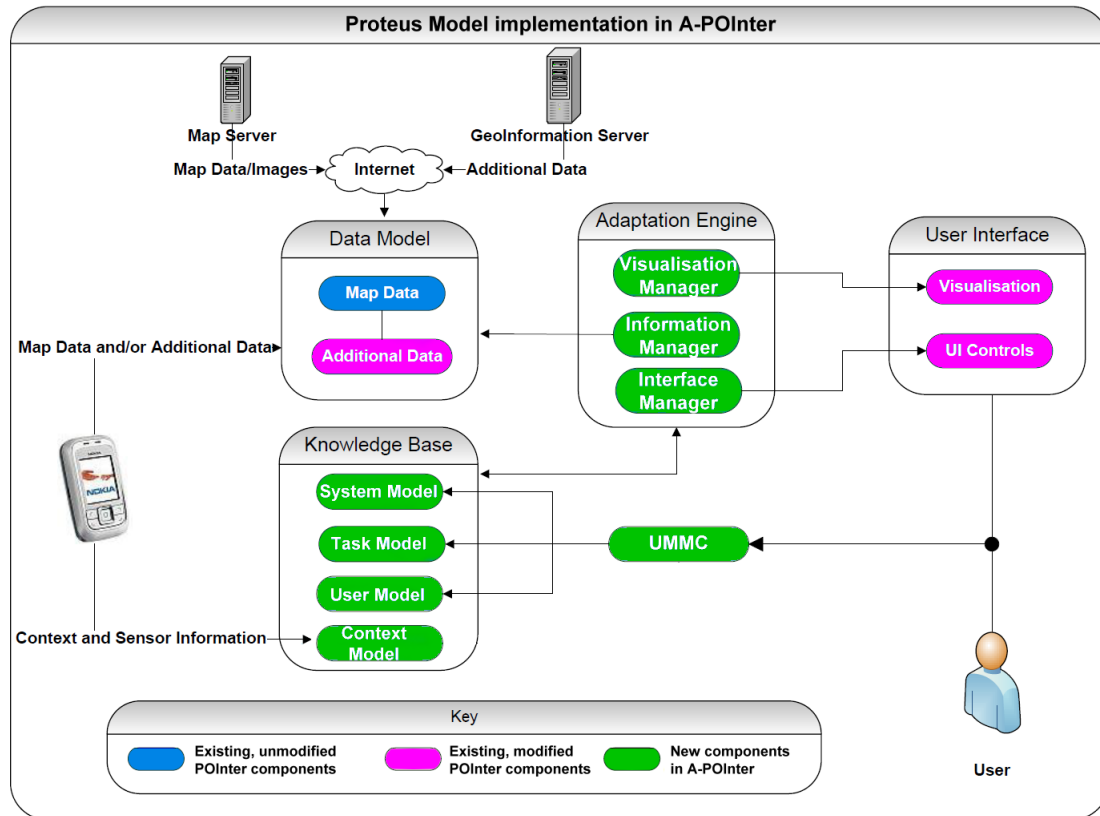 Proteus Model implementation in A-POInter
Map Server
GeoInformation Server
Map Data/Images
Internet
Additional Data
Data Model
Map Data
Additional Data
Adaptation Engine
Visualisation
Manager
Information
Manager
Interface
Manager
User Interface
Visualisation
UI Controls
Map Data and/or Additional Data
NOKIA
Knowledge Base
System Model
Task Model
User Model
Context
Model
UMMC
Context and Sensor Information
User
Key
Existing, unmodified
POInter components
Existing, modified
POInter components
New components
in A-POInter